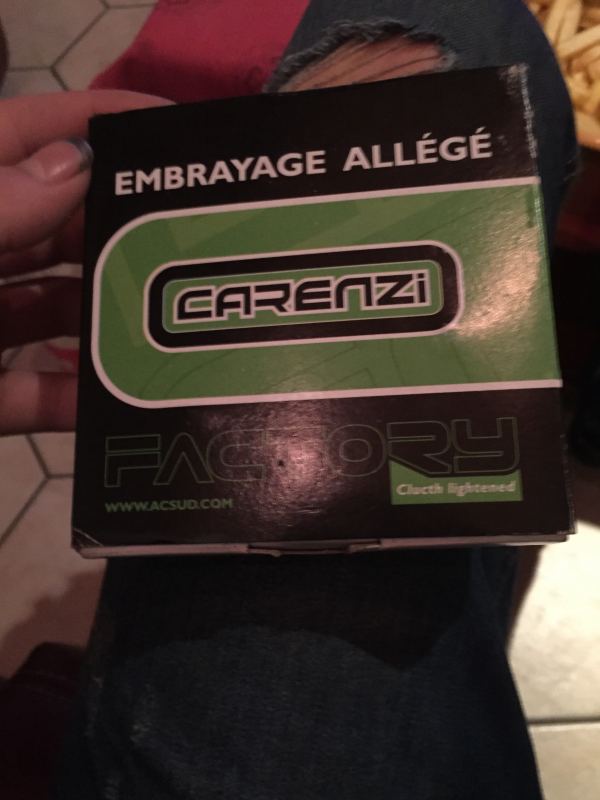 EMBRAYAGE ALLÉGÉ
CARENZI
FACTORY
Clucth lightened
WWW.ACSUD.COM